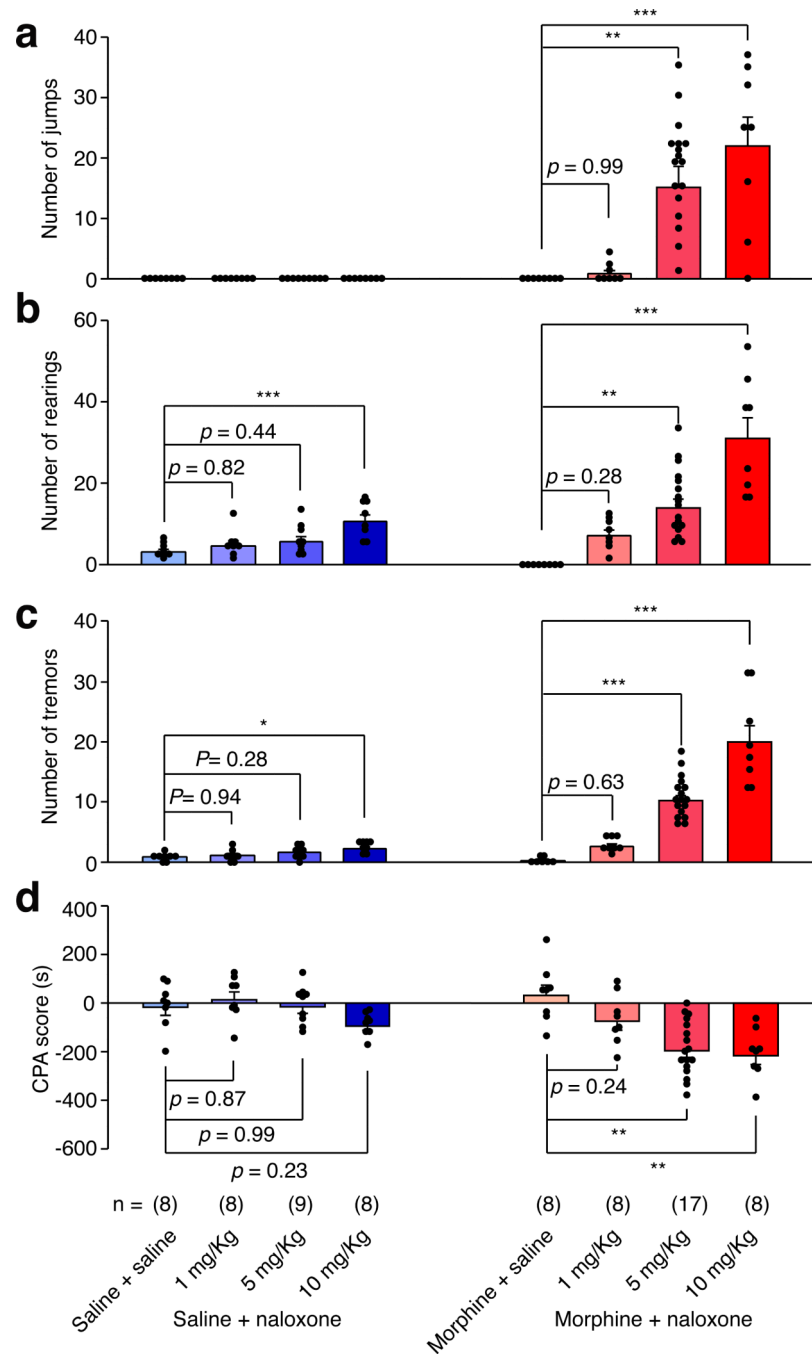 a
Number of jumps
40
30
20
10
0
p = 0.99
**
***
b
Number of rearings
60
40
20
0
p = 0.82
p = 0.44
***
p = 0.28
**
***
c
Number of tremors
40
30
20
10
0
P= 0.94
P= 0.28
*
p = 0.63
***
***
d
CPA score (s)
400
200
0
-200
-400
-600
p = 0.87
p = 0.99
p = 0.23
p = 0.24
**
**
n = (8) (8) (9) (8) (8) (8) (17) (8)
Saline + saline
1 mg/Kg
5 mg/Kg
10 mg/Kg
Morphine + saline
1 mg/Kg
5 mg/Kg
10 mg/Kg
Saline + naloxone
Morphine + naloxone